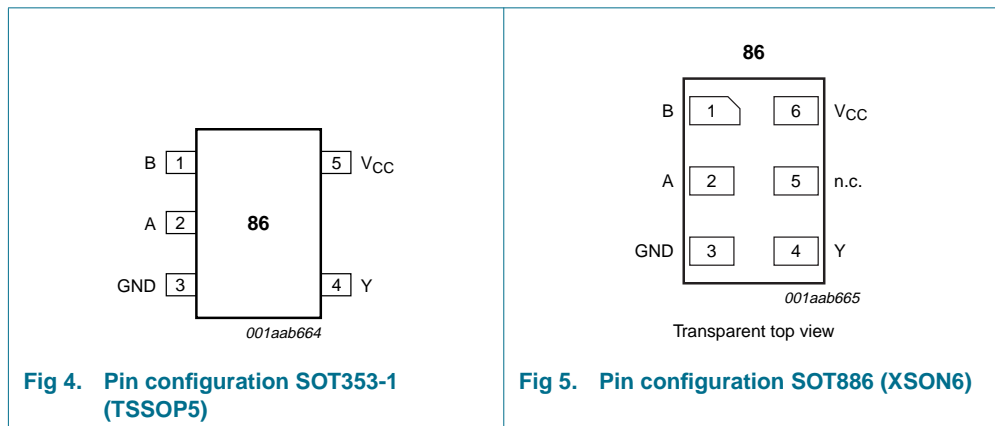 B 1
5 VCC
A 2
86
GND 3
4 Y
001aab664
Fig 4. Pin configuration SOT353-1
(TSSOP5)
86
B 1
6 VCC
A 2
5 n.c.
GND 3
4 Y
001aab665
Transparent top view
Fig 5. Pin configuration SOT886 (XSON6)